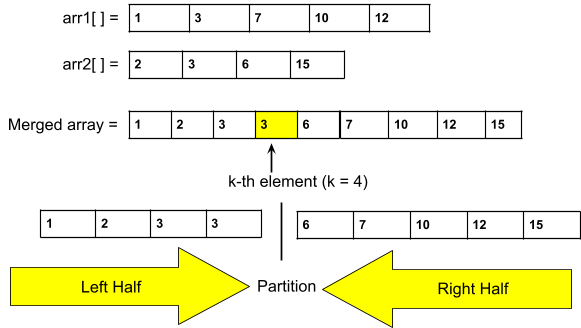 arr1[ ] = 1 3 7 10 12
arr2[ ] = 2 3 6 15
Merged array = 1 2 3 3 6 7 10 12 15
k-th element (k = 4)
1 2 3 3 6 7 10 12 15
Left Half Partition Right Half